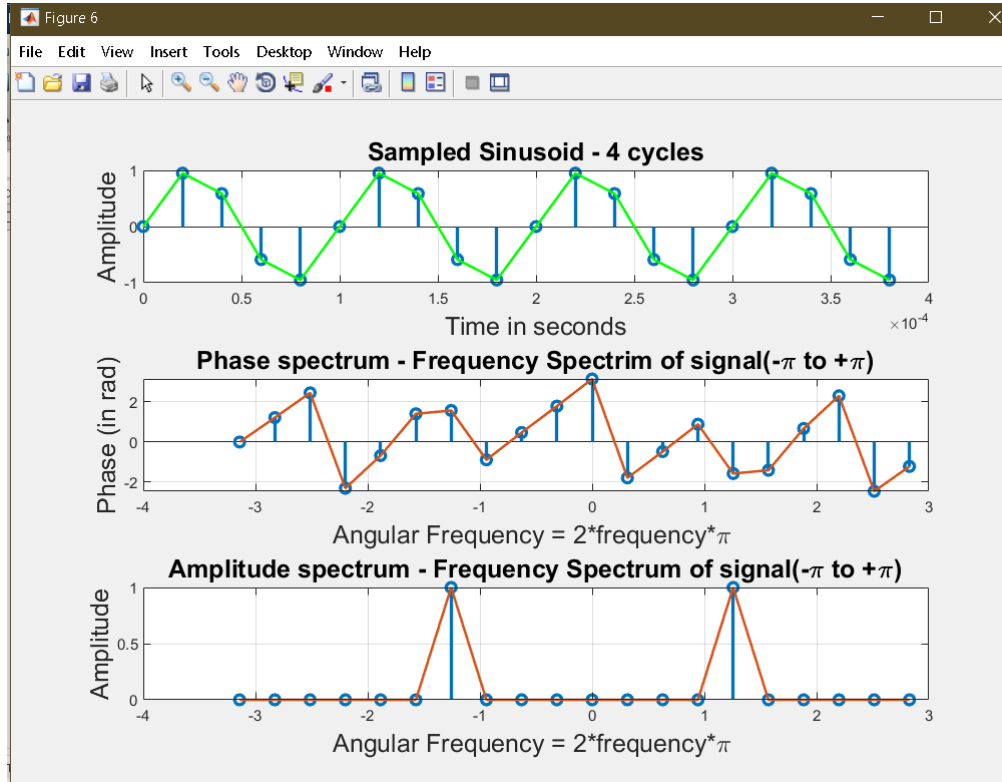 Figure 6
File Edit View Insert Tools Desktop Window Help
Sampled Sinusoid - 4 cycles
Amplitude
1
0
-1
0 0.5 1 1.5 2 2.5 3 3.5 4
×10⁻⁴
Time in seconds
Phase spectrum - Frequency Spectrim of signal(-π to +π)
Phase (in rad)
2
0
-2
-4 -3 -2 -1 0 1 2 3
Angular Frequency = 2*frequency*π
Amplitude spectrum - Frequency Spectrum of signal(-π to +π)
Amplitude
1
0.5
0
-4 -3 -2 -1 0 1 2 3
Angular Frequency = 2*frequency*π